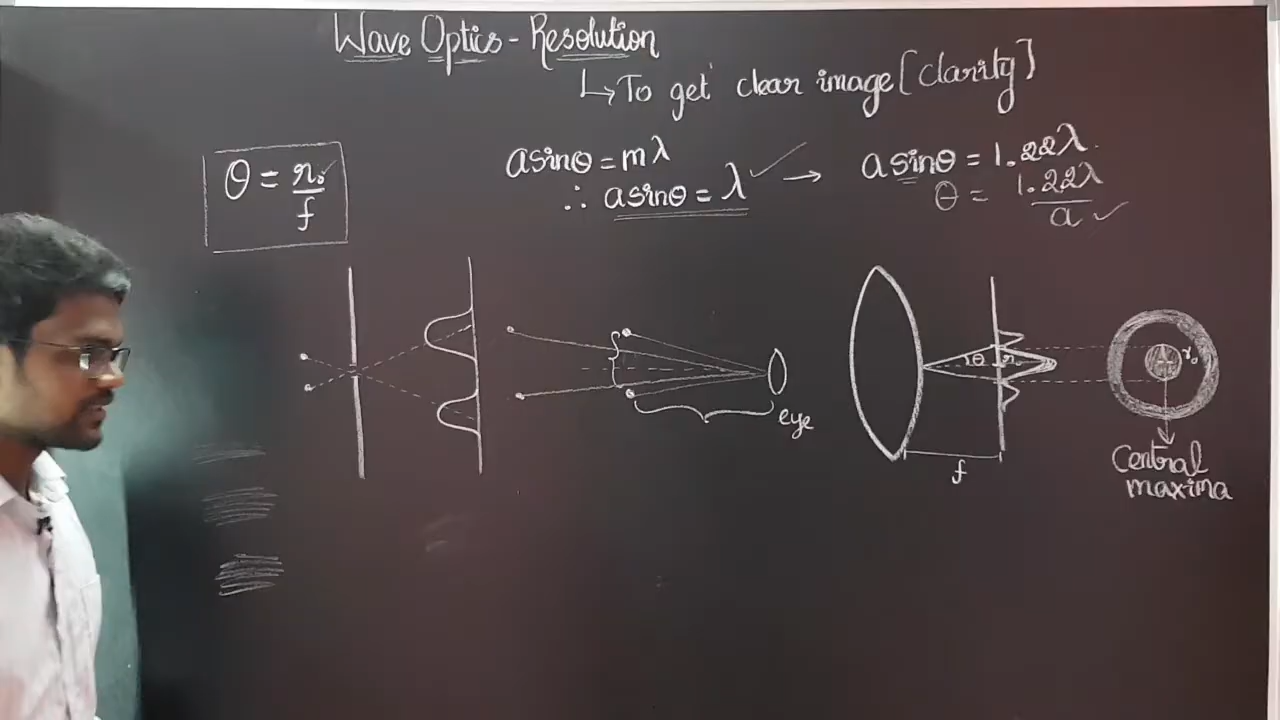 Wave Optics - Resolution
↳ To get clear image [clarity]
θ = r₀/f
a sinθ = mλ
∴ a sinθ = λ ✓ →
a sinθ = 1.22λ.
θ = 1.22λ/a ✓
θ r₀
r₀
eye
f
Central
maxima